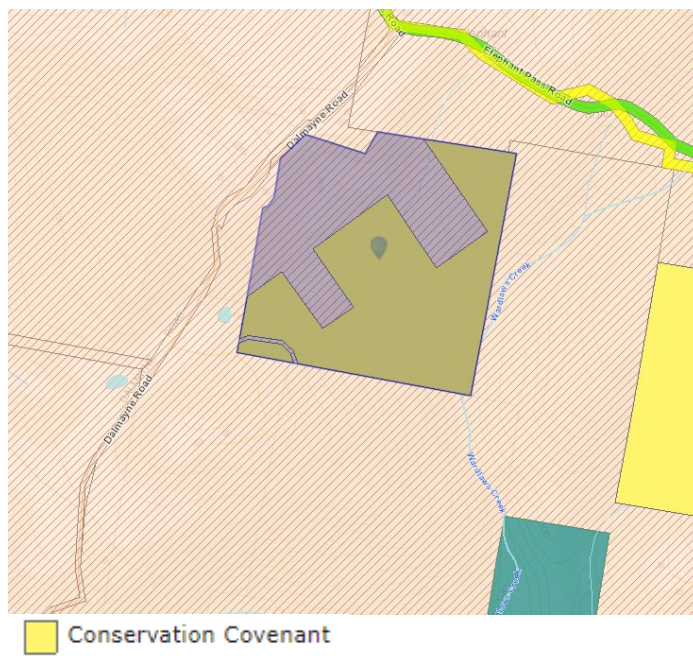 Elephant Pass Road
Dalmayne Road
Wardlaws Creek
Dalmayne Road
Wardlaws Creek
Conservation Covenant